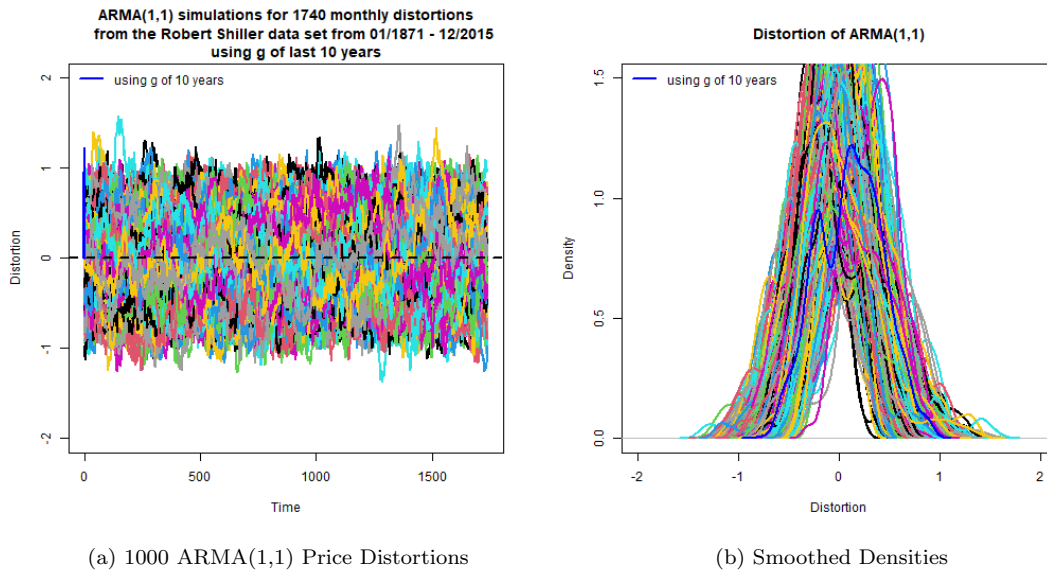 ARMA(1,1) simulations for 1740 monthly distortions
from the Robert Shiller data set from 01/1871 - 12/2015
using g of last 10 years
using g of 10 years
Distortion
2
1
0
-1
-2
0
500
1000
1500
Time
(a) 1000 ARMA(1,1) Price Distortions
Distortion of ARMA(1,1)
using g of 10 years
Density
1.5
1.0
0.5
0.0
-2
-1
0
1
2
Distortion
(b) Smoothed Densities